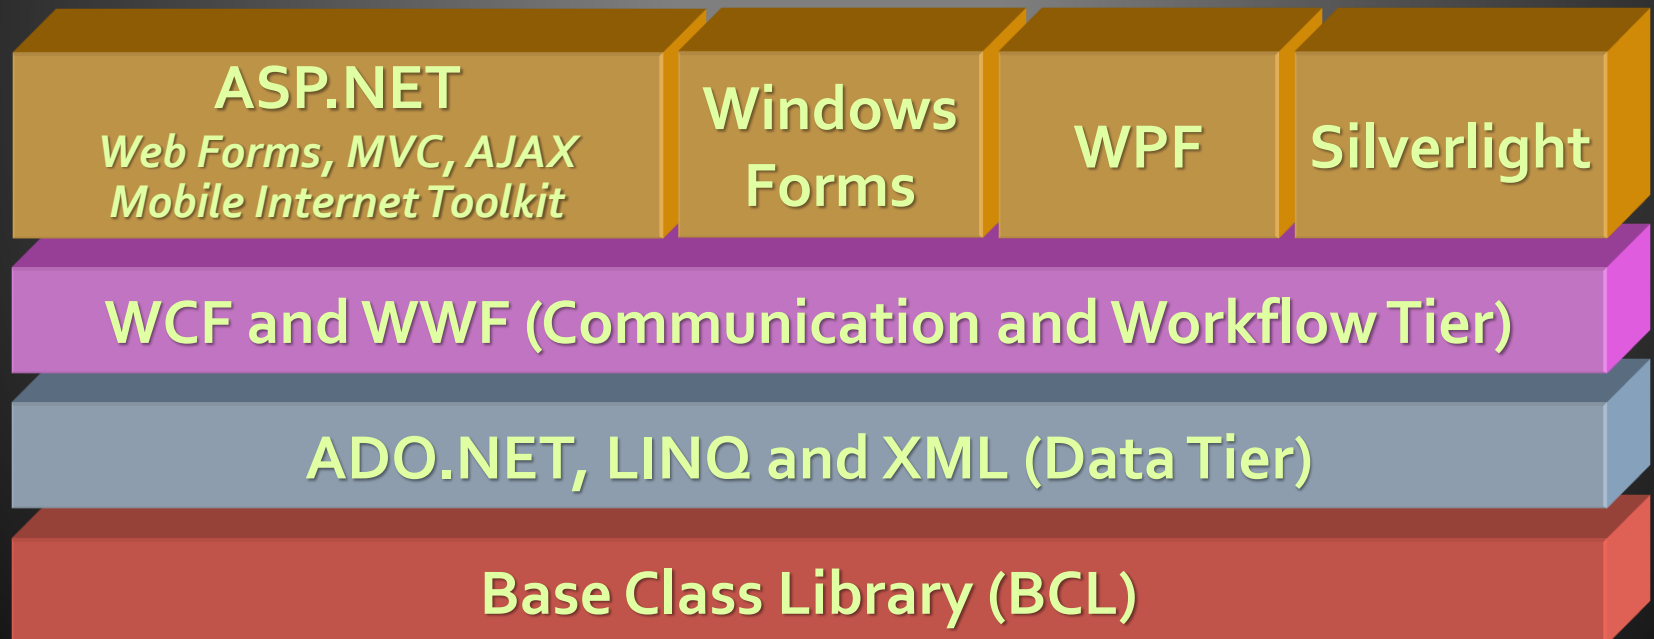 ASP.NET
Web Forms, MVC, AJAX
Mobile Internet Toolkit
Windows
Forms
WPF
Silverlight
WCF and WWF (Communication and Workflow Tier)
ADO.NET, LINQ and XML (Data Tier)
Base Class Library (BCL)